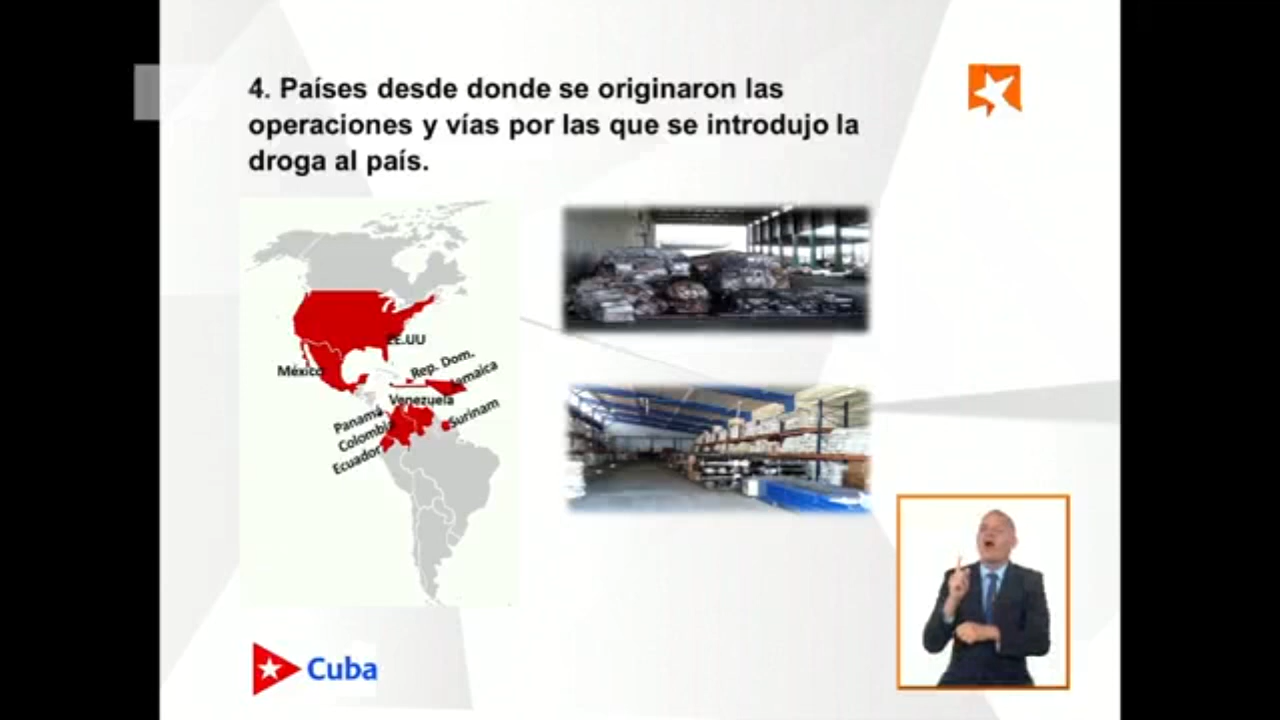 4. Países desde donde se originaron las
operaciones y vías por las que se introdujo la
droga al país.
EE.UU
México
Rep. Dom.
Jamaica
Venezuela
Panamá
Surinam
Colombia
Ecuador
Cuba